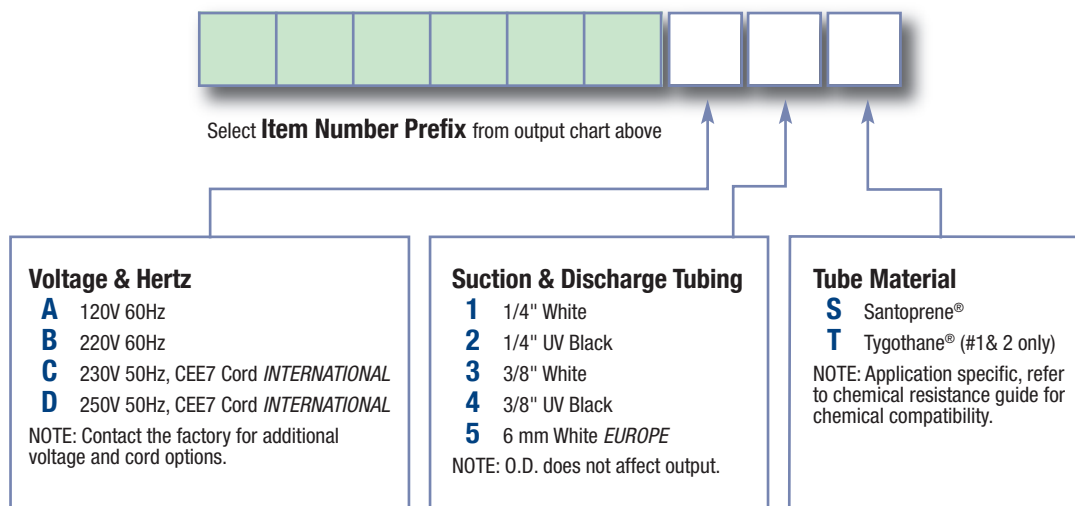 Select Item Number Prefix from output chart above
Voltage & Hertz
A 120V 60Hz
B 220V 60Hz
C 230V 50Hz, CEE7 Cord INTERNATIONAL
D 250V 50Hz, CEE7 Cord INTERNATIONAL
NOTE: Contact the factory for additional
voltage and cord options.
Suction & Discharge Tubing
1 1/4" White
2 1/4" UV Black
3 3/8" White
4 3/8" UV Black
5 6 mm White EUROPE
NOTE: O.D. does not affect output.
Tube Material
S Santoprene®
T Tygothane® (#1& 2 only)
NOTE: Application specific, refer
to chemical resistance guide for
chemical compatibility.